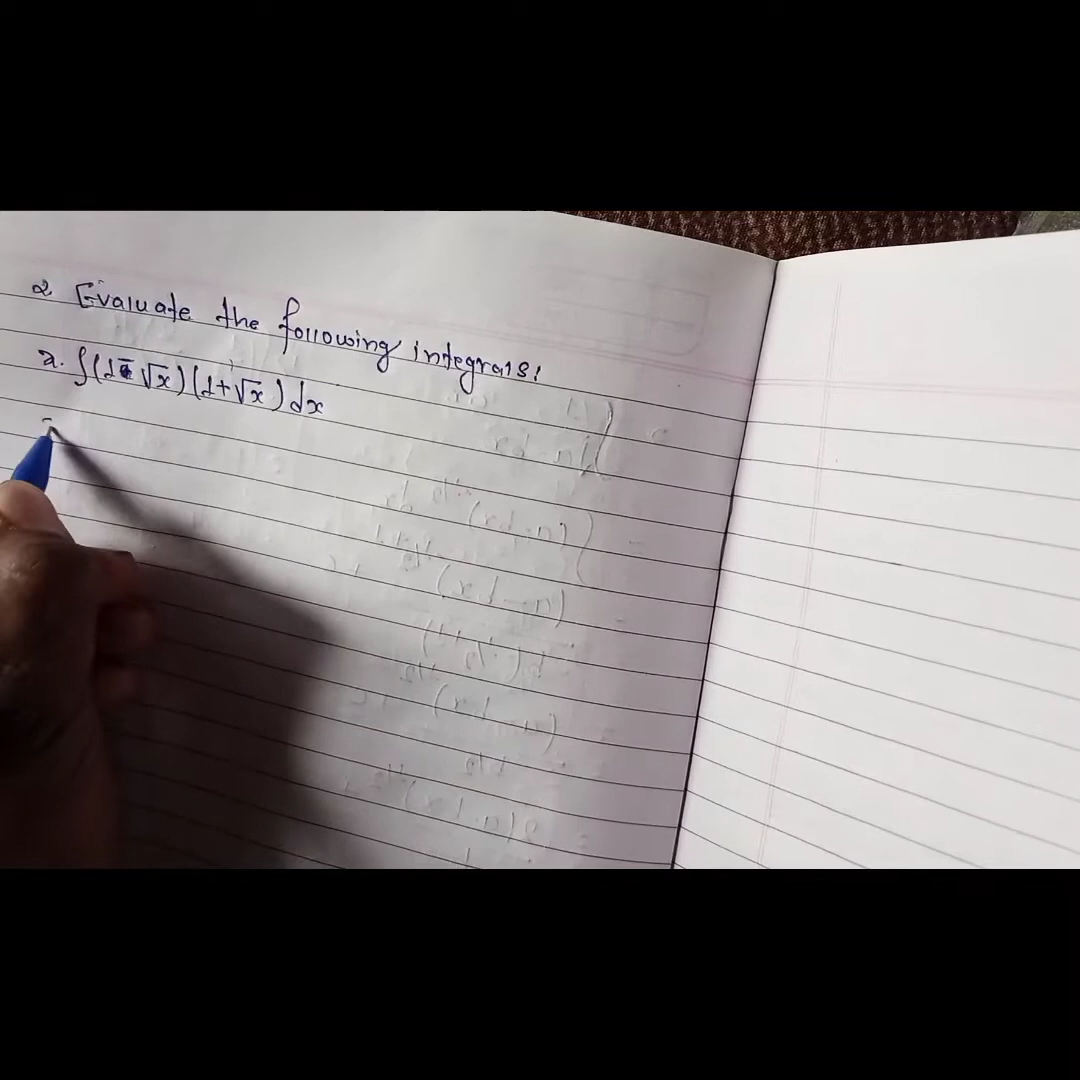 2 Evaluate the following integrals:
a. ∫(1-√x)(1+√x)dx
=